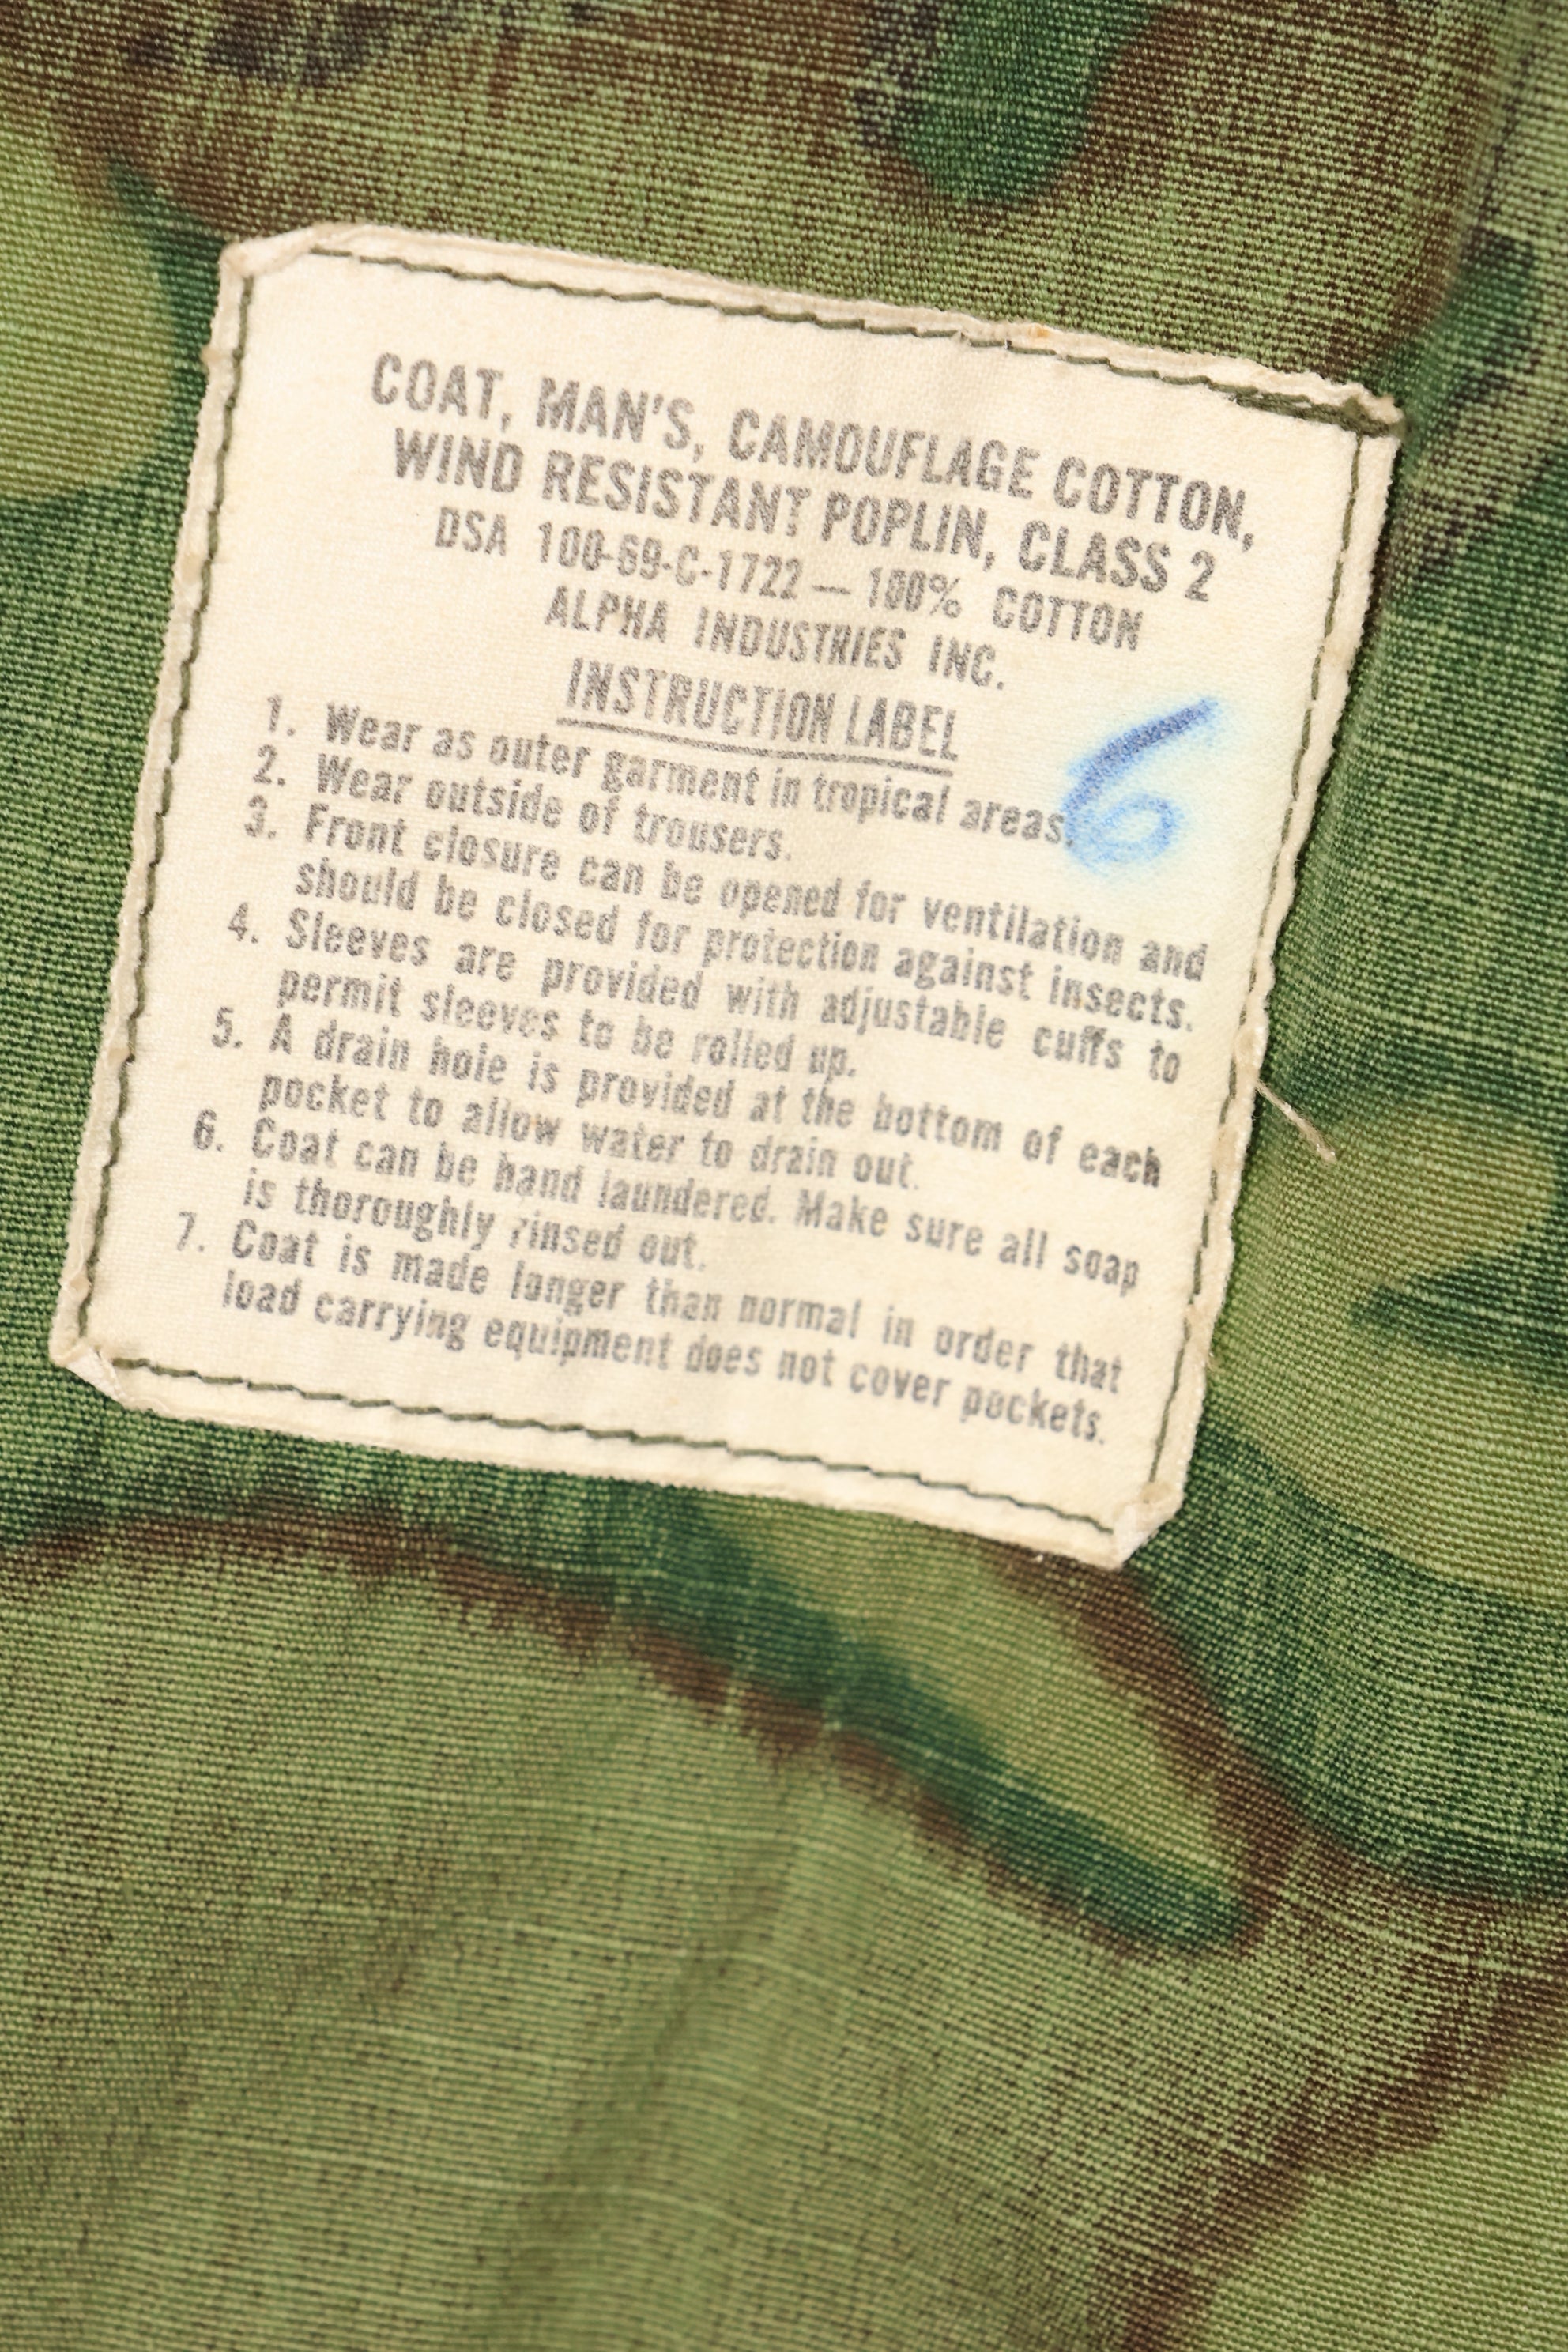 COAT, MAN'S, CAMOUFLAGE COTTON,
WIND RESISTANT POPLIN, CLASS 2
DSA 100-69-C-1722 — 100% COTTON
ALPHA INDUSTRIES INC.
INSTRUCTION LABEL
1. Wear as outer garment in tropical areas.
6
2. Wear outside of trousers.
3. Front closure can be opened for ventilation and
should be closed for protection against insects.
4. Sleeves are provided with adjustable cuffs to
permit sleeves to be rolled up.
5. A drain hole is provided at the bottom of each
pocket to allow water to drain out.
6. Coat can be hand laundered. Make sure all soap
is thoroughly rinsed out.
7. Coat is made longer than normal in order that
load carrying equipment does not cover pockets.